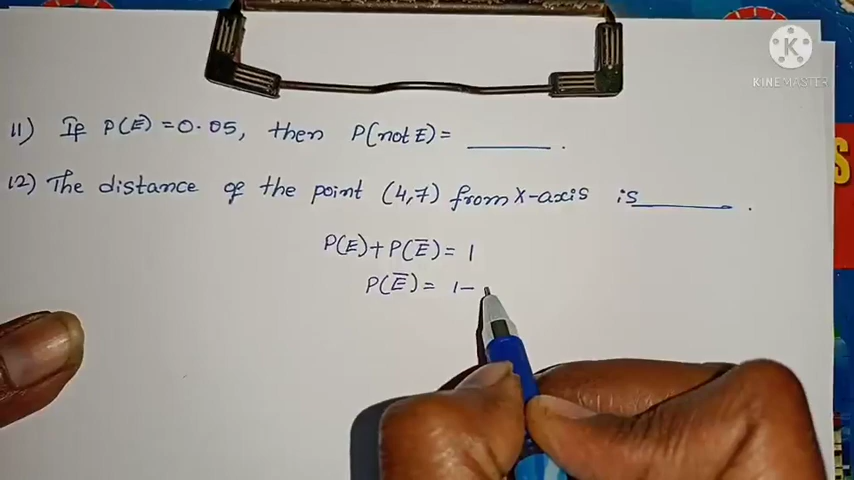 11) If P(E) = 0.05, then P(not E) = ______.
12) The distance of the point (4,7) from X-axis is ______.
P(E) + P(E̅) = 1
P(E̅) = 1 -
KINEMASTER